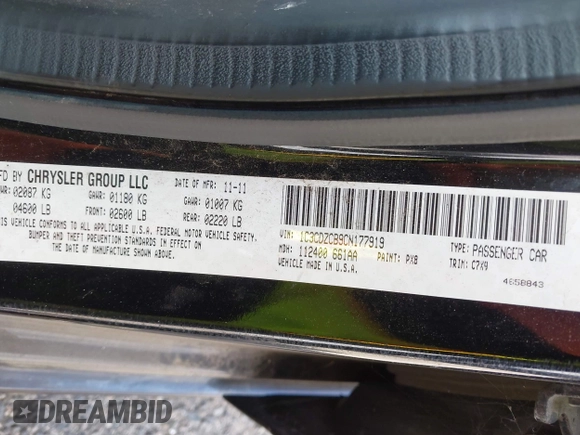 FD BY CHRYSLER GROUP LLC
DATE OF MFR: 11-11
WR: 02087 KG
04600 LB
GAWR: 01180 KG
FRONT: 02600 LB
GAWR: 01007 KG
REAR: 02220 LB
IS VEHICLE CONFORMS TO ALL APPLICABLE U.S.A. FEDERAL MOTOR VEHICLE SAFETY,
BUMPER, AND THEFT PREVENTION STANDARDS IN EFFECT ON
THE DATE OF MANUFACTURE SHOWN ABOVE.
VIN: 1C3CDZCB9CN177919
TYPE: PASSENGER CAR
MDH: 112400 661AA
PAINT: PX8
TRIM: C7X9
VEHICLE MADE IN U.S.A.
4658843
DREAMBID